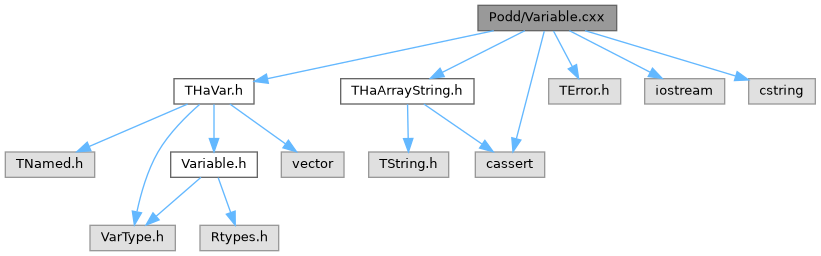 Podd/Variable.cxx
THaVar.h
THaArrayString.h
TError.h
iostream
cstring
TNamed.h
Variable.h
vector
TString.h
cassert
VarType.h
Rtypes.h